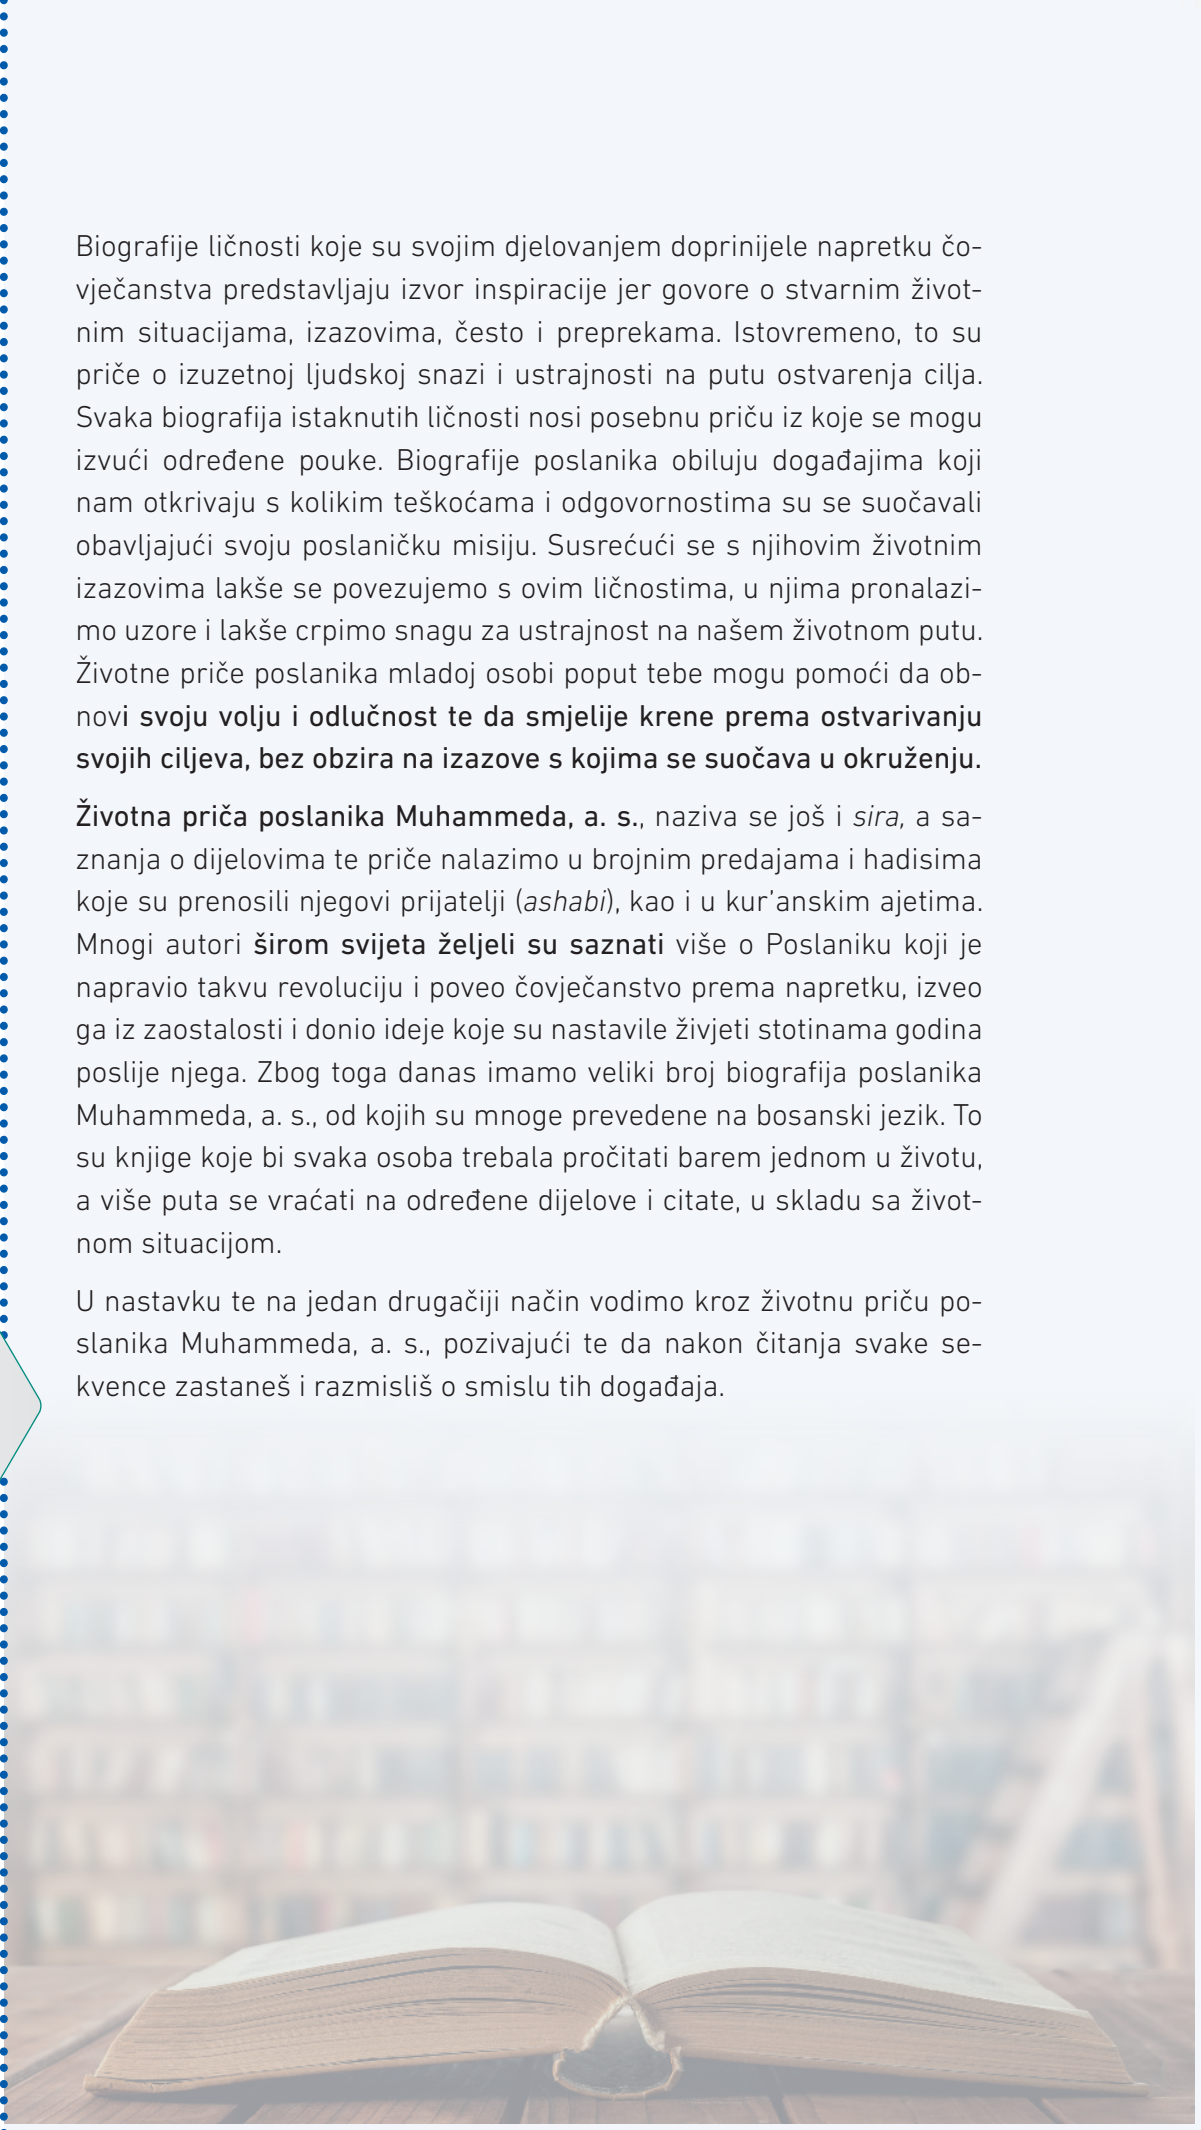 Biografije ličnosti koje su svojim djelovanjem doprinijele napretku čo-
vječanstva predstavljaju izvor inspiracije jer govore o stvarnim život-
nim situacijama, izazovima, često i preprekama. Istovremeno, to su
priče o izuzetnoj ljudskoj snazi i ustrajnosti na putu ostvarenja cilja.
Svaka biografija istaknutih ličnosti nosi posebnu priču iz koje se mogu
izvući određene pouke. Biografije poslanika obiluju događajima koji
nam otkrivaju s kolikim teškoćama i odgovornostima su se suočavali
obavljajući svoju poslaničku misiju. Susrećući se s njihovim životnim
izazovima lakše se povezujemo s ovim ličnostima, u njima pronalazi-
mo uzore i lakše crpimo snagu za ustrajnost na našem životnom putu.
Životne priče poslanika mladoj osobi poput tebe mogu pomoći da ob-
novi svoju volju i odlučnost te da smjelije krene prema ostvarivanju
svojih ciljeva, bez obzira na izazove s kojima se suočava u okruženju.
Životna priča poslanika Muhammeda, a. s., naziva se još i sira, a sa-
znanja o dijelovima te priče nalazimo u brojnim predajama i hadisima
koje su prenosili njegovi prijatelji (ashabi), kao i u kur’anskim ajetima.
Mnogi autori širom svijeta željeli su saznati više o Poslaniku koji je
napravio takvu revoluciju i poveo čovječanstvo prema napretku, izveo
ga iz zaostalosti i donio ideje koje su nastavile živjeti stotinama godina
poslije njega. Zbog toga danas imamo veliki broj biografija poslanika
Muhammeda, a. s., od kojih su mnoge prevedene na bosanski jezik. To
su knjige koje bi svaka osoba trebala pročitati barem jednom u životu,
a više puta se vraćati na određene dijelove i citate, u skladu sa život-
nom situacijom.
U nastavku te na jedan drugačiji način vodimo kroz životnu priču po-
slanika Muhammeda, a. s., pozivajući te da nakon čitanja svake se-
kvence zastaneš i razmisliš o smislu tih događaja.